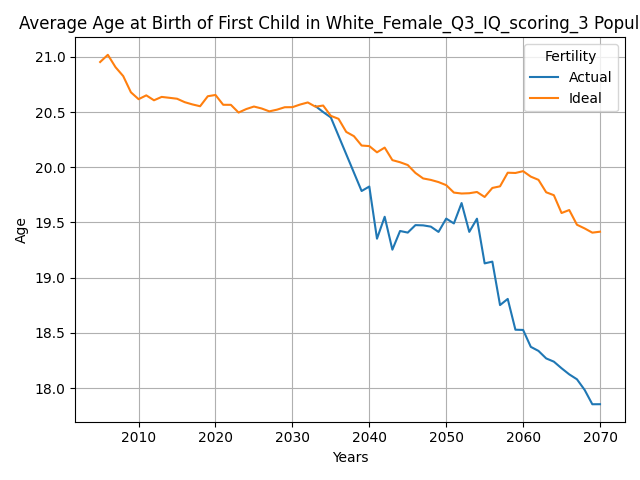 Average Age at Birth of First Child in White_Female_Q3_IQ_scoring_3 Popul
21.0
20.5
20.0
19.5
19.0
18.5
18.0
Age
Fertility
Actual
Ideal
2010 2020 2030 2040 2050 2060 2070
Years